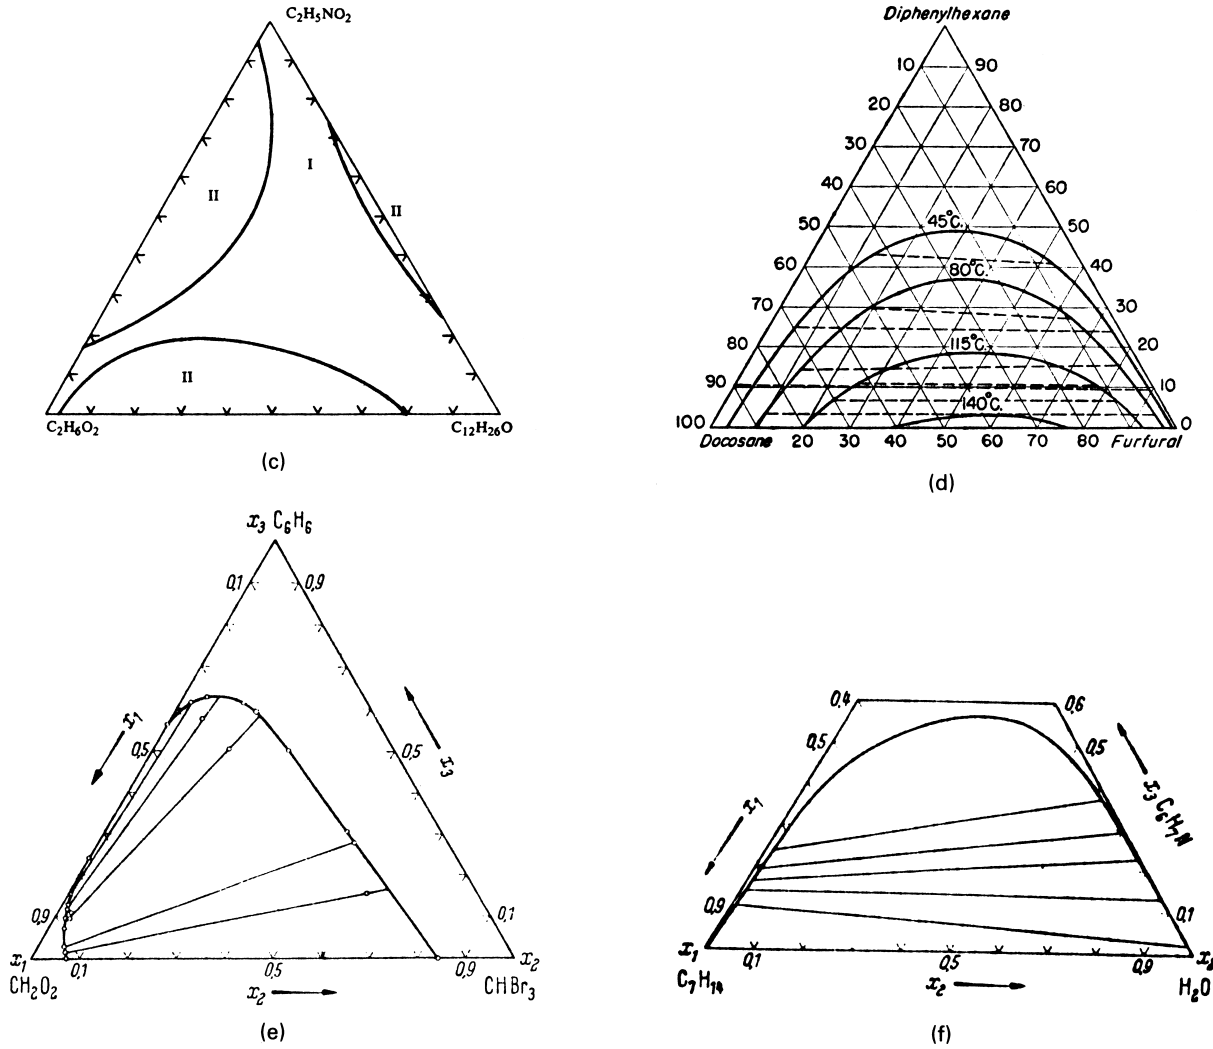 C₂H₅NO₂
I
II
II
II
C₂H₆O₂
C₁₂H₂₆O
(c)
Diphenylhexane
10 90
20 80
30 70
40 60
50 45°C. 50
60 80°C. 40
70 30
80 115°C. 20
90 10
100 140°C. 0
Docosane 20 30 40 50 60 70 80 Furfural
(d)
x₃ C₆H₆
0,1 0,9
x₁
0,5 0,5
x₃
0,9 0,1
x₁ 0,1 0,5 0,9 x₂
CH₂O₂ x₂ CHBr₃
(e)
0,4 0,6
0,5 0,5
x₁ x₃ C₆H₇N
0,9 0,1
x₁ 0,1 0,5 0,9
C₇H₁₄ x₂ H₂O
(f)